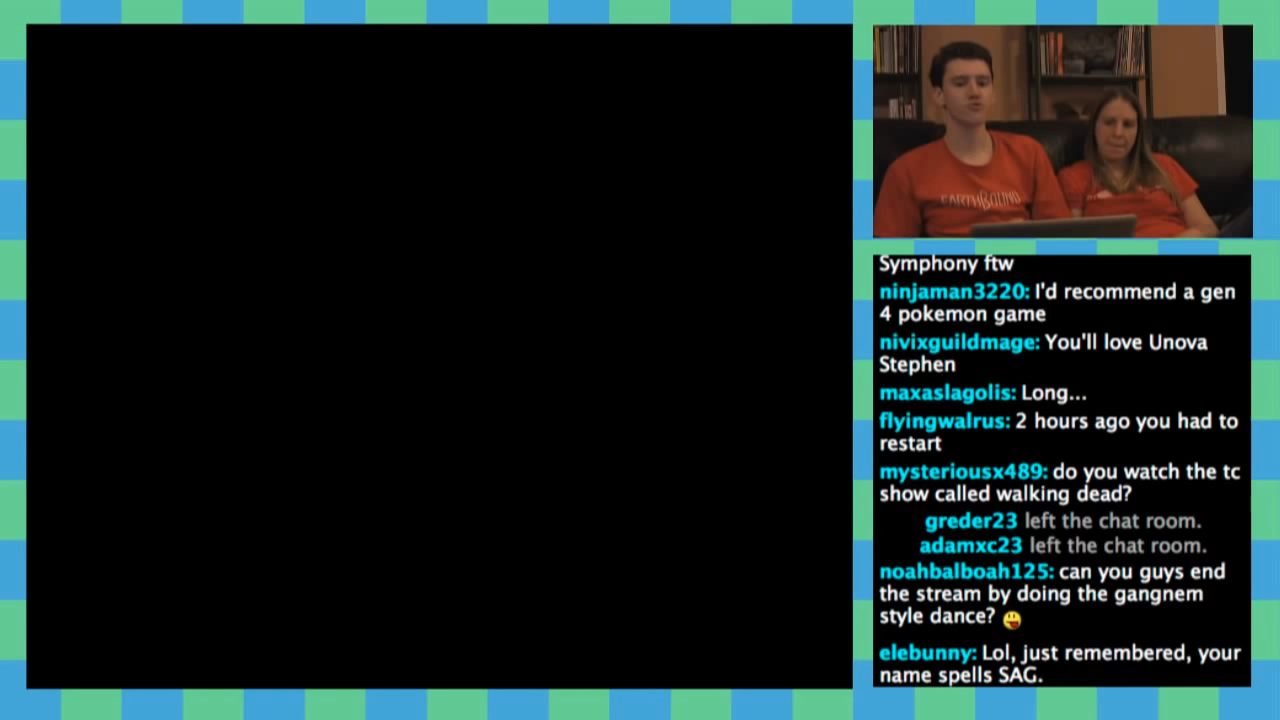 EARTHBOUND
Symphony ftw
ninjaman3220: I'd recommend a gen
4 pokemon game
nivixguildmage: You'll love Unova
Stephen
maxaslagolis: Long...
flyingwalrus: 2 hours ago you had to
restart
mysteriousx489: do you watch the tc
show called walking dead?
greder23 left the chat room.
adamxc23 left the chat room.
noahbalboah125: can you guys end
the stream by doing the gangnem
style dance?
elebunny: Lol, just remembered, your
name spells SAG.